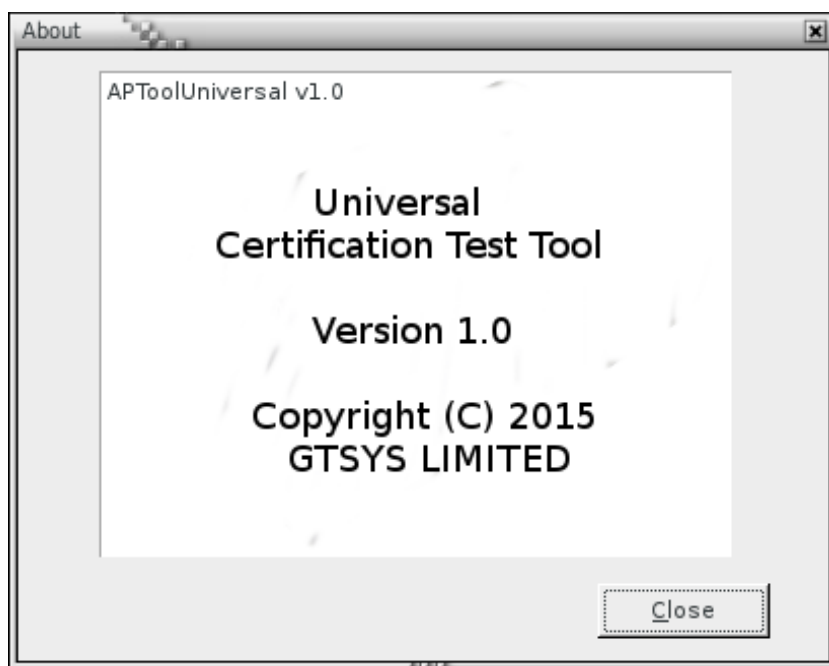 About
APToolUniversal v1.0
Universal
Certification Test Tool
Version 1.0
Copyright (C) 2015
GTSYS LIMITED
Close